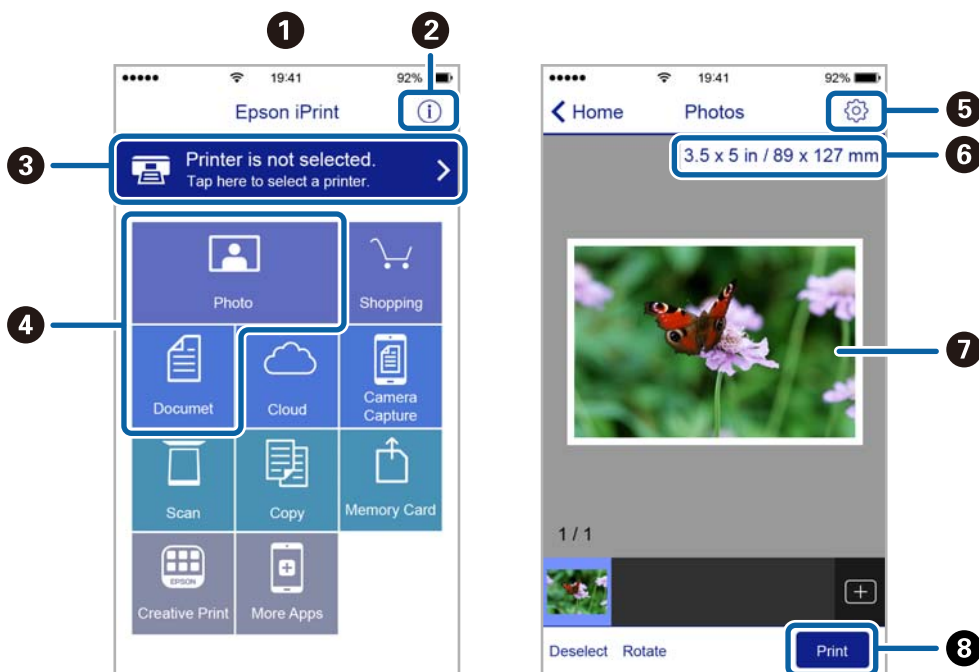 1
2
19:41 92%
Epson iPrint
3
Printer is not selected.
Tap here to select a printer.
4
Photo
Shopping
Documet
Cloud
Camera
Capture
Scan
Copy
Memory Card
EPSON
Creative Print
More Apps
19:41 92%
Home Photos
5
3.5 x 5 in / 89 x 127 mm
6
7
1 / 1
Deselect Rotate Print
8